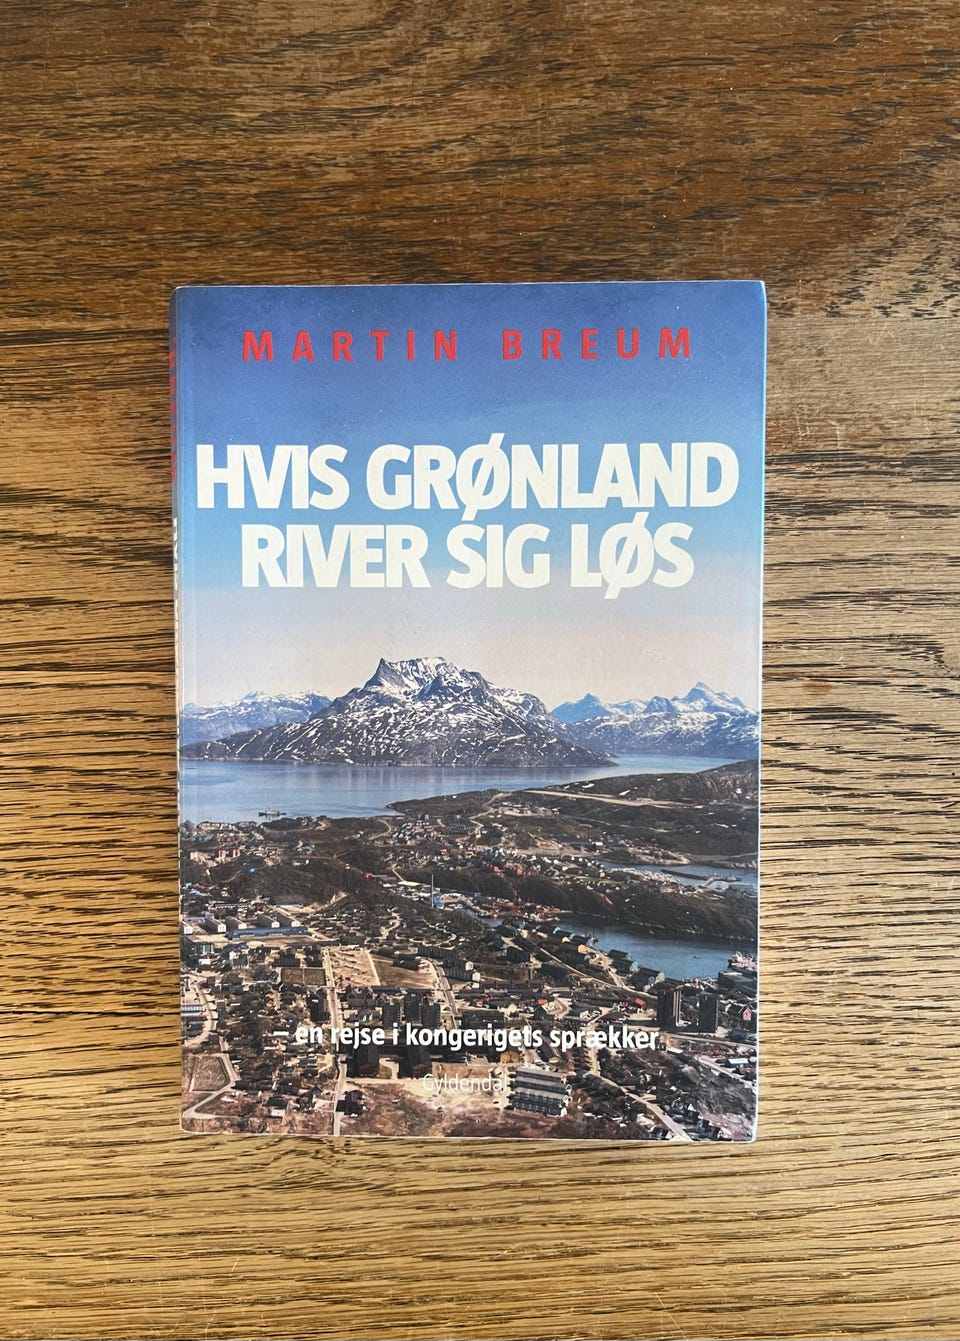 MARTIN BREUM
HVIS GRØNLAND
RIVER SIG LØS
– en rejse i kongerigets sprækker
Gyldendal